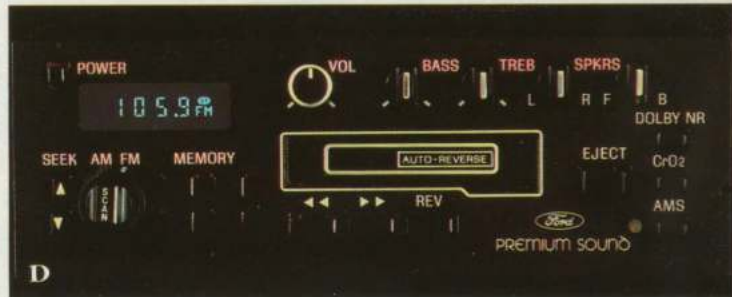 POWER
VOL
BASS
TREB
SPKRS
L
R F
B
105.9 FM
DOLBY NR
SEEK AM FM MEMORY
AUTO-REVERSE
EJECT
CrO2
SCAN
◄◄ ►► REV
AMS
Ford
PREMIUM SOUND
D